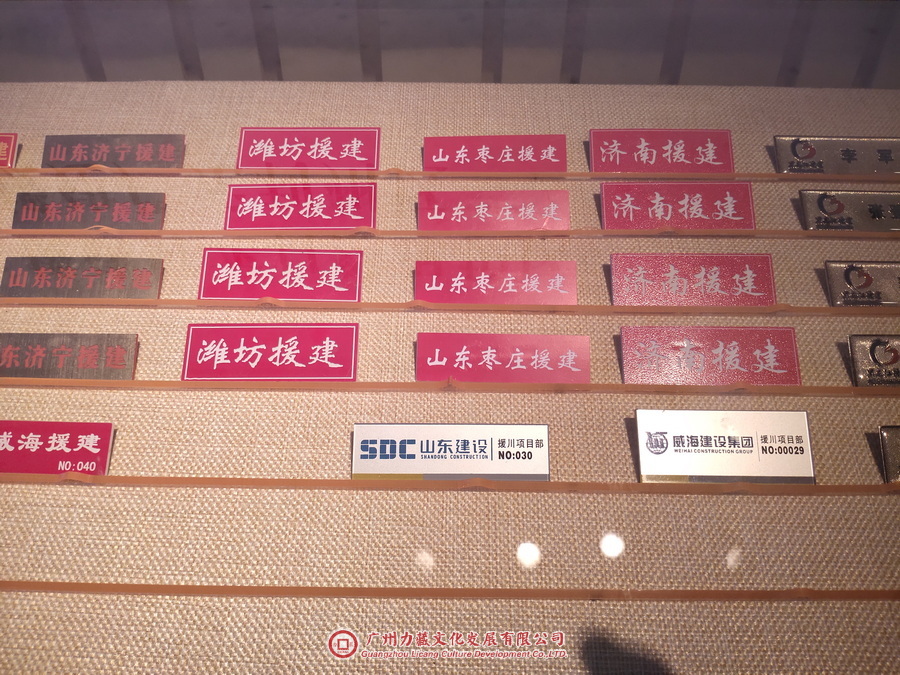 建
山东济宁援建
潍坊援建
山东枣庄援建
济南援建
李 军
山东济宁援建
潍坊援建
山东枣庄援建
济南援建
张
山东济宁援建
潍坊援建
山东枣庄援建
济南援建
东济宁援建
潍坊援建
山东枣庄援建
济南援建
威海援建
NO:040
SDC 山东建设
SHANDONG CONSTRUCTION
援川项目部
NO:030
威海建设集团
WEIHAI CONSTRUCTION GROUP
援川项目部
NO:00029
广州力藏文化发展有限公司
Guangzhou Licang Culture Development Co.,LTD.